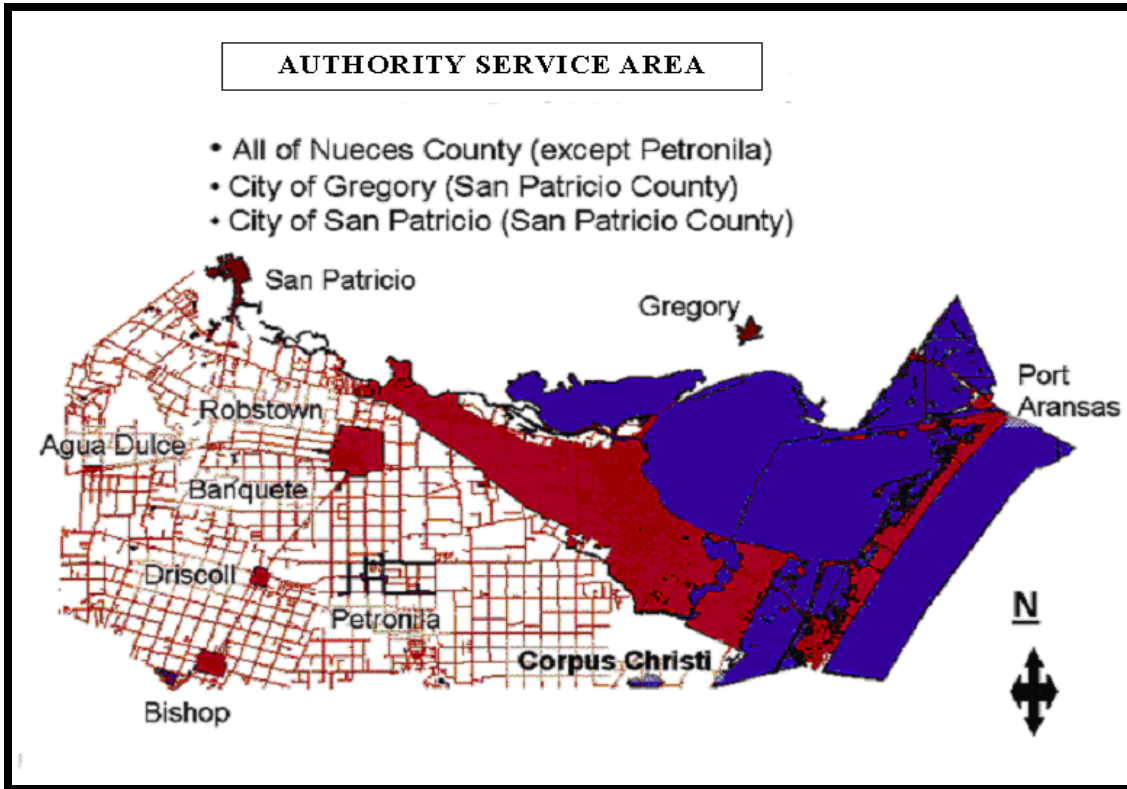 AUTHORITY SERVICE AREA
• All of Nueces County (except Petronila)
• City of Gregory (San Patricio County)
• City of San Patricio (San Patricio County)
San Patricio
Gregory
Port
Aransas
Robstown
Agua Dulce
Banquete
Driscoll
Petronila
Corpus Christi
Bishop
N